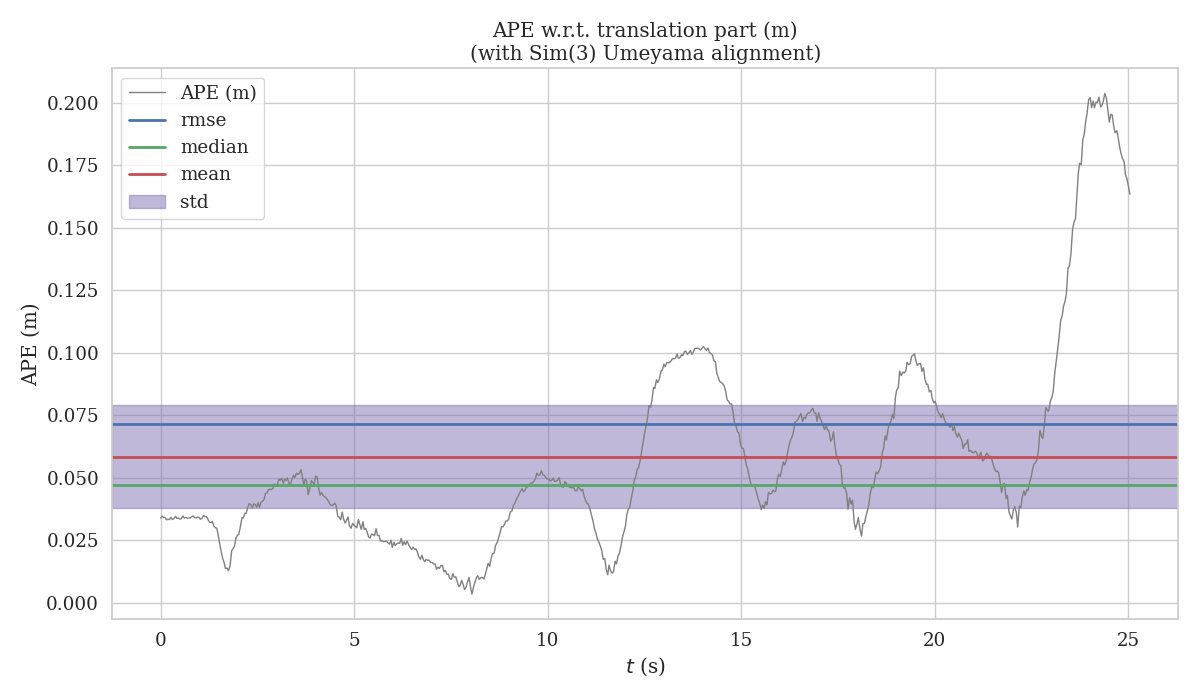 APE w.r.t. translation part (m)
(with Sim(3) Umeyama alignment)
APE (m)
rmse
median
mean
std
APE (m)
0.200
0.175
0.150
0.125
0.100
0.075
0.050
0.025
0.000
0
5
10
15
20
25
t (s)